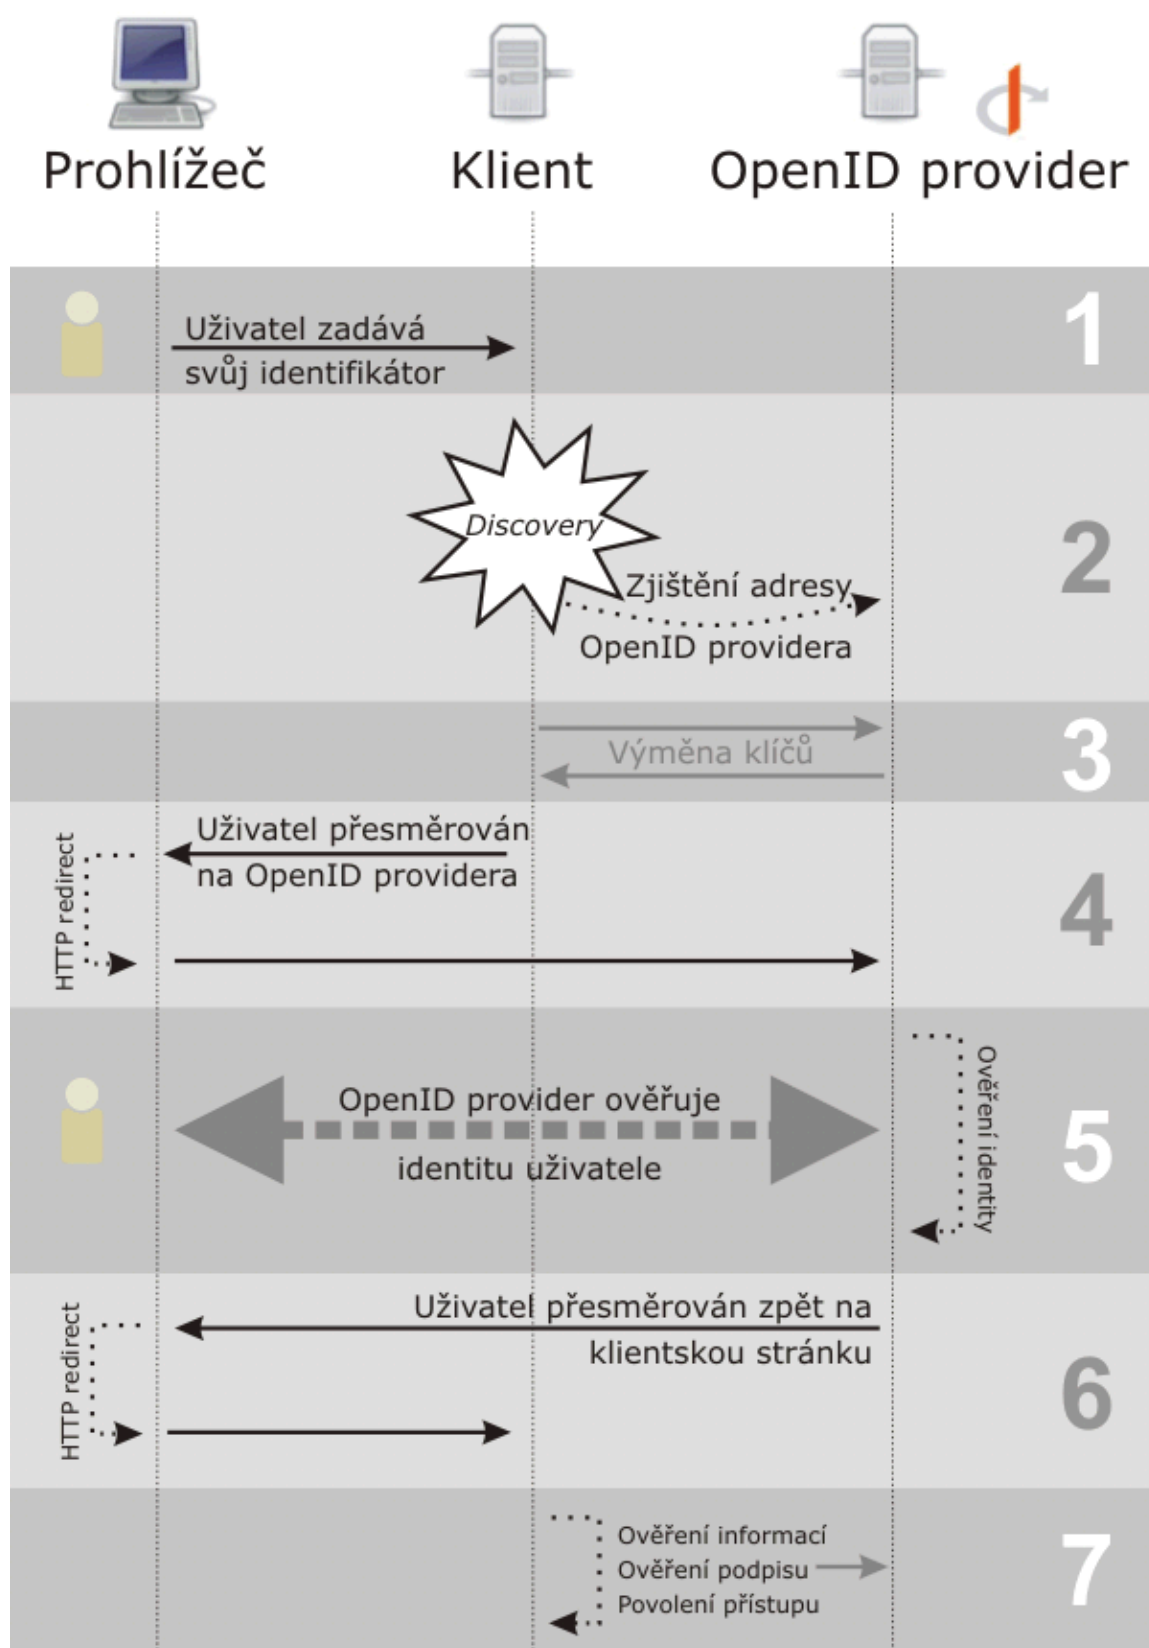 Prohlížeč
Klient
OpenID provider
1
Uživatel zadává
svůj identifikátor
2
Discovery
Zjištění adresy
OpenID providera
3
Výměna klíčů
4
Uživatel přesměrován
na OpenID providera
HTTP redirect
5
OpenID provider ověřuje
identitu uživatele
Ověření identity
6
Uživatel přesměrován zpět na
klientskou stránku
HTTP redirect
7
Ověření informací
Ověření podpisu
Povolení přístupu